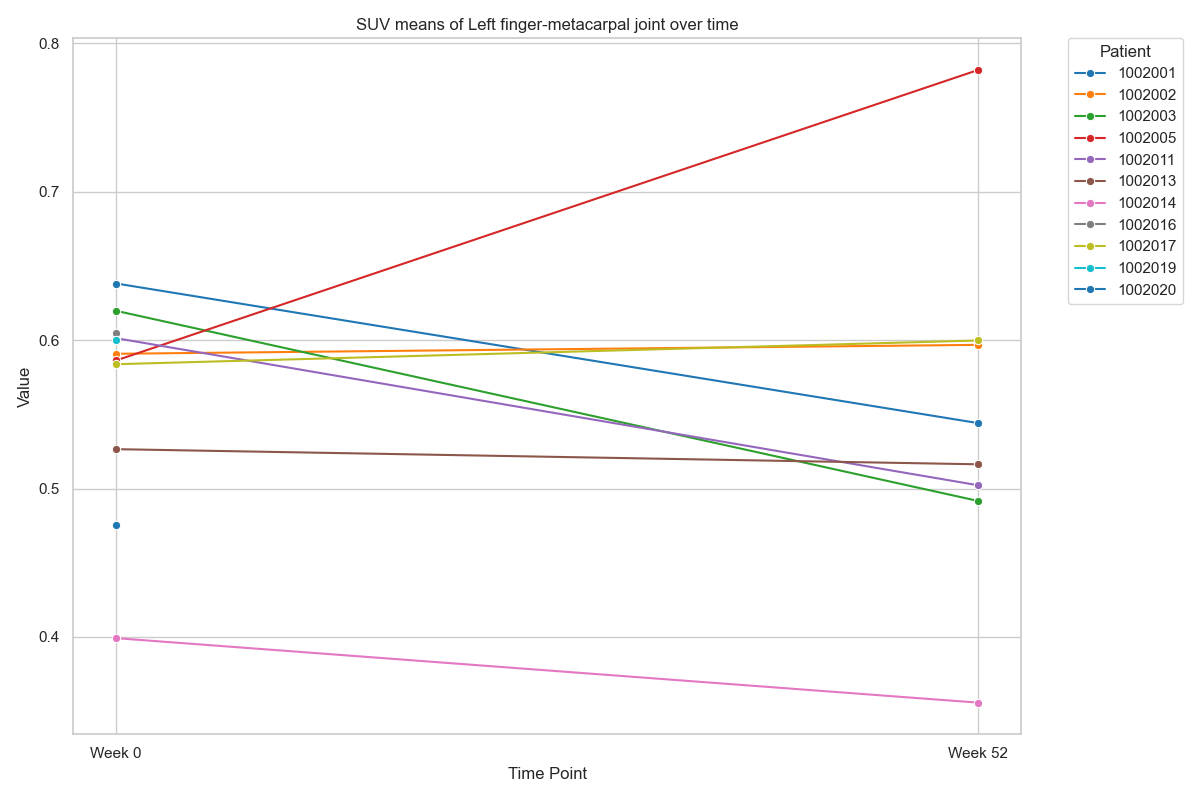 SUV means of Left finger-metacarpal joint over time
Patient
1002001
1002002
1002003
1002005
1002011
1002013
1002014
1002016
1002017
1002019
1002020
Value
0.8
0.7
0.6
0.5
0.4
Week 0
Week 52
Time Point